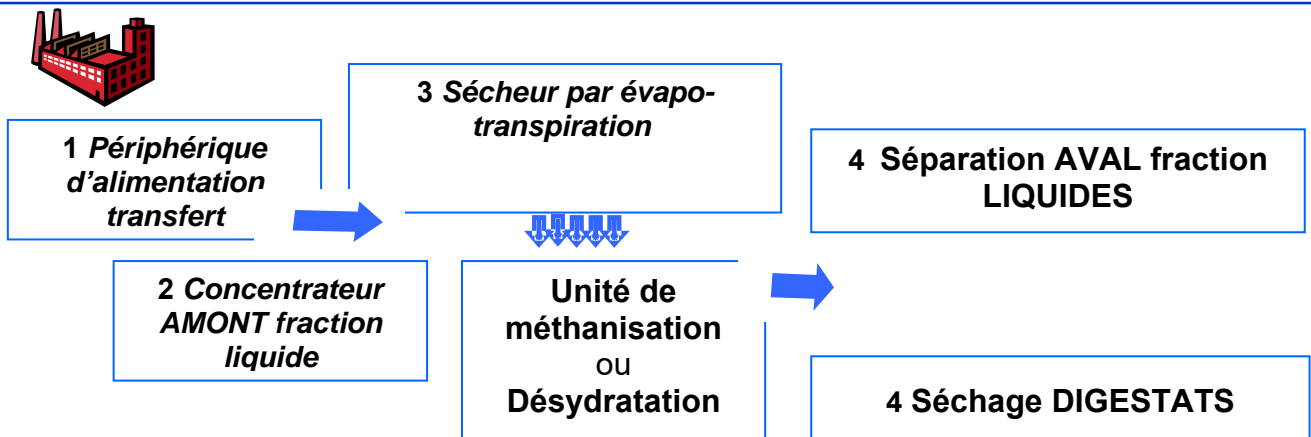 1 Périphérique
d'alimentation
transfert
2 Concentrateur
AMONT fraction
liquide
3 Sécheur par évapo-
transpiration
Unité de
méthanisation
ou
Désydratation
4 Séparation AVAL fraction
LIQUIDES
4 Séchage DIGESTATS